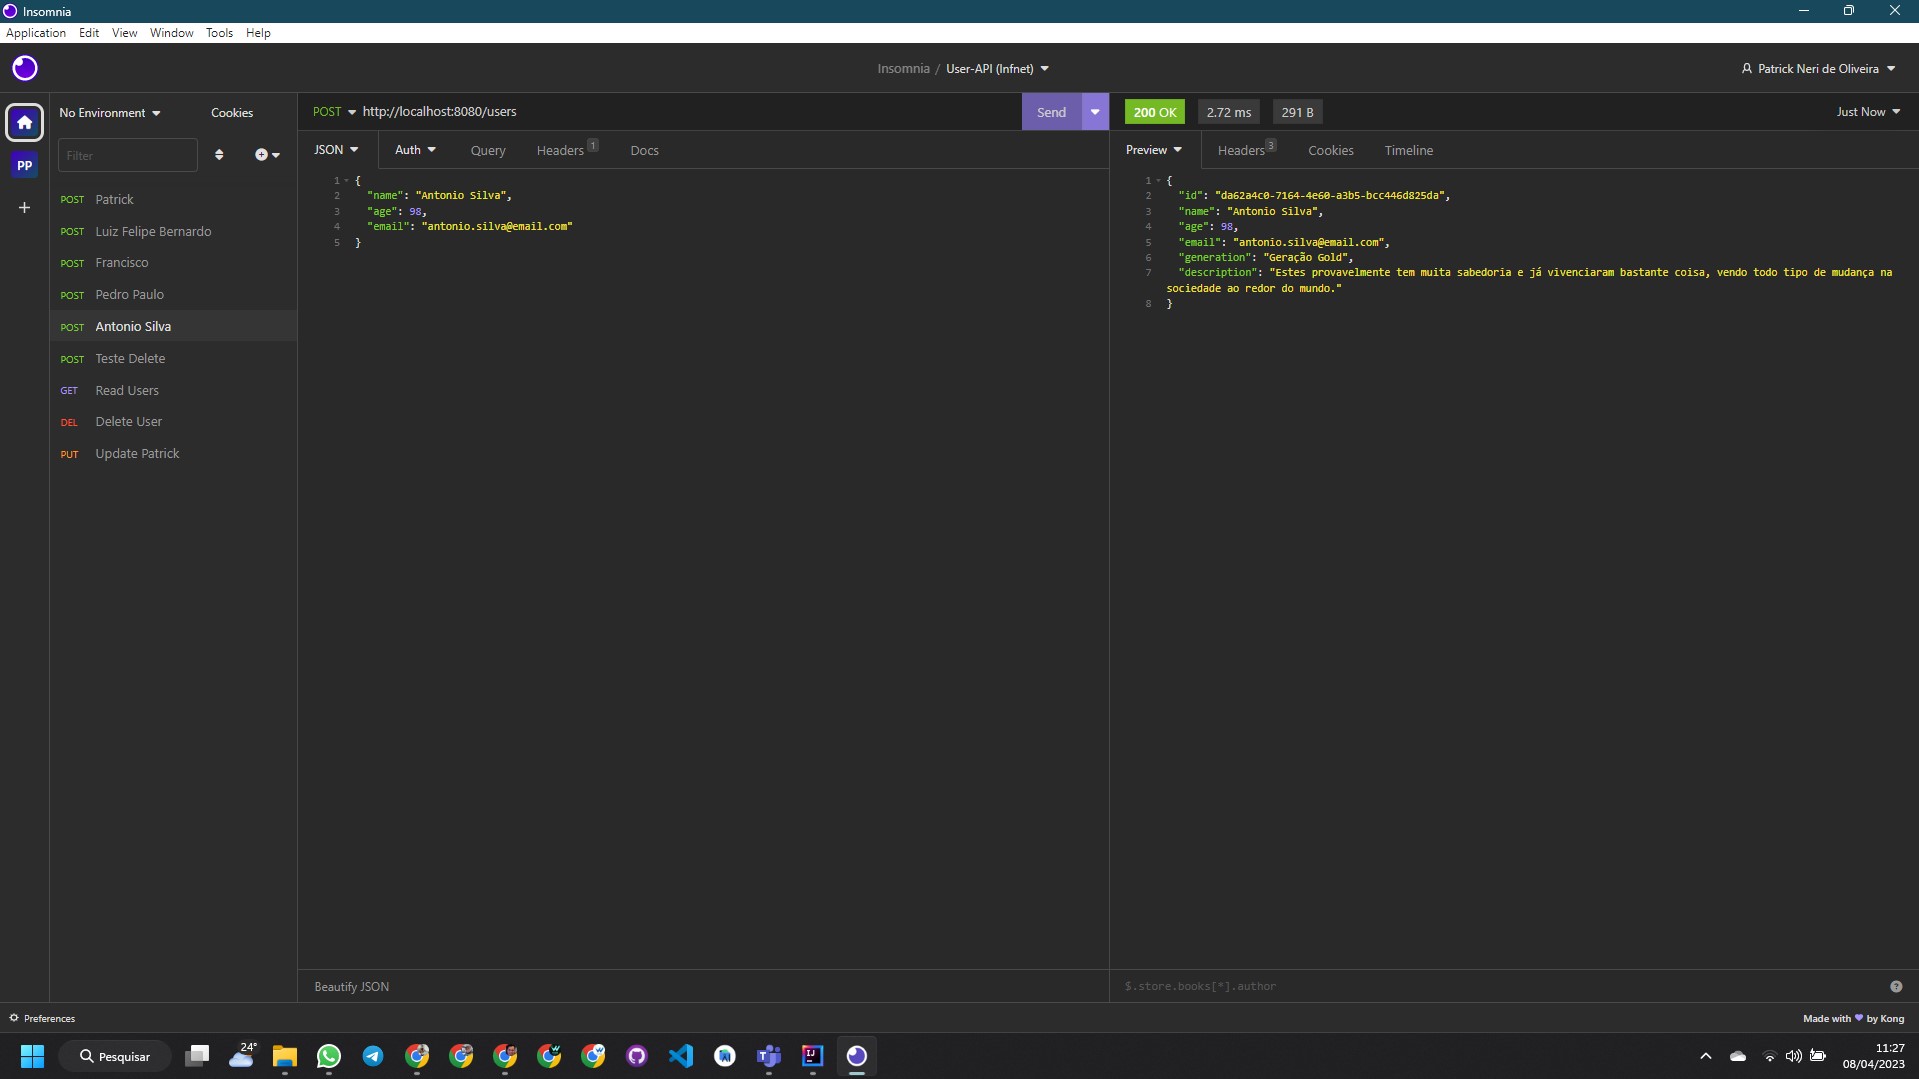 Insomnia
Application Edit View Window Tools Help
Insomnia / User-API (Infnet)
Patrick Neri de Oliveira
No Environment
Cookies
Filter
PP
POST Patrick
POST Luiz Felipe Bernardo
POST Francisco
POST Pedro Paulo
POST Antonio Silva
POST Teste Delete
GET Read Users
DEL Delete User
PUT Update Patrick
POST http://localhost:8080/users
Send
JSON Auth Query Headers 1 Docs
1 {
2 "name": "Antonio Silva",
3 "age": 98,
4 "email": "antonio.silva@email.com"
5 }
Beautify JSON
200 OK 2.72 ms 291 B
Just Now
Preview Headers 3 Cookies Timeline
1 {
2 "id": "da62a4c0-7164-4e60-a3b5-bcc446d825da",
3 "name": "Antonio Silva",
4 "age": 98,
5 "email": "antonio.silva@email.com",
6 "generation": "Geração Gold",
7 "description": "Estes provavelmente tem muita sabedoria e já vivenciaram bastante coisa, vendo todo tipo de mudança na
sociedade ao redor do mundo."
8 }
$.store.books[*].author
Preferences
Made with by Kong
Pesquisar
24°
11:27
08/04/2023